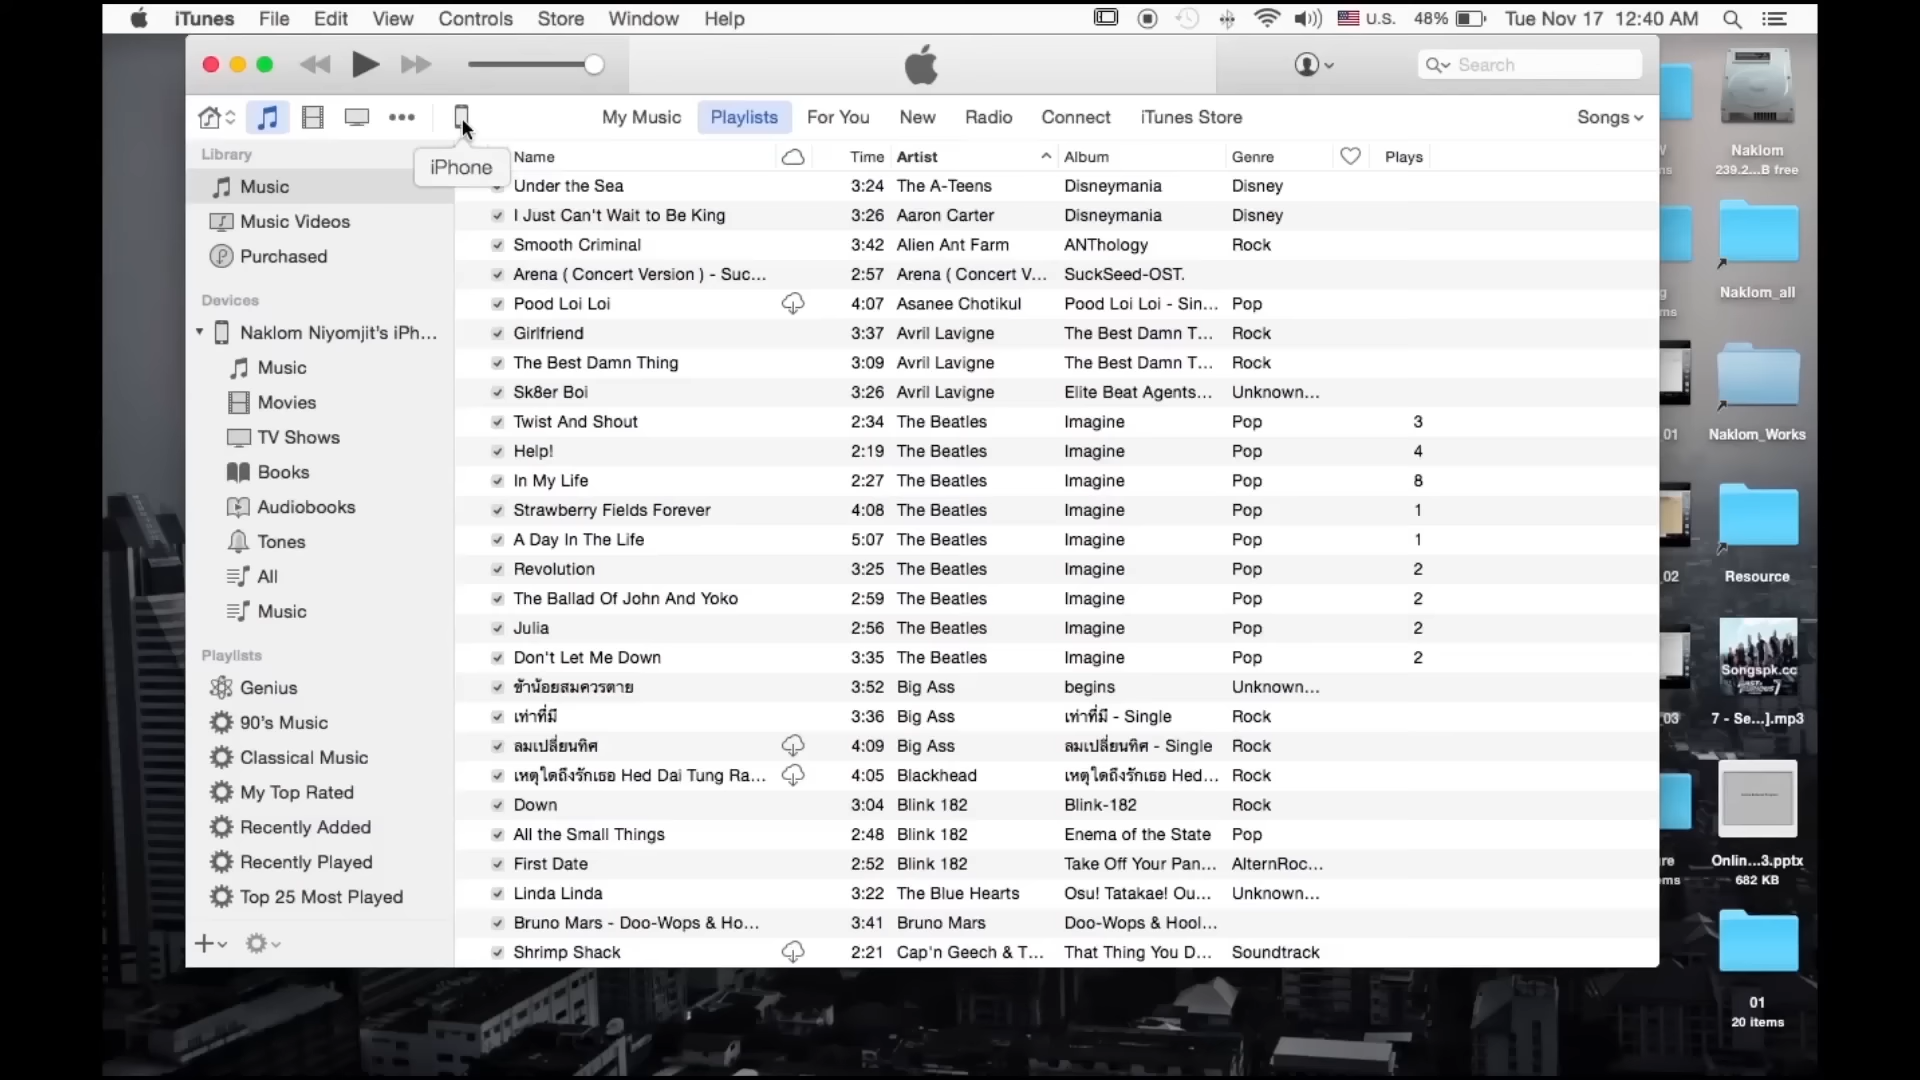 iTunes File Edit View Controls Store Window Help U.S. 48% Tue Nov 17 12:40 AM
Search
My Music Playlists For You New Radio Connect iTunes Store Songs
iPhone
Library
Music
Music Videos
Purchased
Devices
Naklom Niyomjit's iPh...
Music
Movies
TV Shows
Books
Audiobooks
Tones
All
Music
Playlists
Genius
90's Music
Classical Music
My Top Rated
Recently Added
Recently Played
Top 25 Most Played
Name Time Artist Album Genre Plays
Under the Sea 3:24 The A-Teens Disneymania Disney
I Just Can't Wait to Be King 3:26 Aaron Carter Disneymania Disney
Smooth Criminal 3:42 Alien Ant Farm ANThology Rock
Arena ( Concert Version ) - Suc... 2:57 Arena ( Concert V... SuckSeed-OST.
Pood Loi Loi 4:07 Asanee Chotikul Pood Loi Loi - Sin... Pop
Girlfriend 3:37 Avril Lavigne The Best Damn T... Rock
The Best Damn Thing 3:09 Avril Lavigne The Best Damn T... Rock
Sk8er Boi 3:26 Avril Lavigne Elite Beat Agents... Unknown...
Twist And Shout 2:34 The Beatles Imagine Pop 3
Help! 2:19 The Beatles Imagine Pop 4
In My Life 2:27 The Beatles Imagine Pop 8
Strawberry Fields Forever 4:08 The Beatles Imagine Pop 1
A Day In The Life 5:07 The Beatles Imagine Pop 1
Revolution 3:25 The Beatles Imagine Pop 2
The Ballad Of John And Yoko 2:59 The Beatles Imagine Pop 2
Julia 2:56 The Beatles Imagine Pop 2
Don't Let Me Down 3:35 The Beatles Imagine Pop 2
ข้าน้อยสมควรตาย 3:52 Big Ass begins Unknown...
เท่าที่มี 3:36 Big Ass เท่าที่มี - Single Rock
ลมเปลี่ยนทิศ 4:09 Big Ass ลมเปลี่ยนทิศ - Single Rock
เหตุใดถึงรักเธอ Hed Dai Tung Ra... 4:05 Blackhead เหตุใดถึงรักเธอ Hed... Rock
Down 3:04 Blink 182 Blink-182 Rock
All the Small Things 2:48 Blink 182 Enema of the State Pop
First Date 2:52 Blink 182 Take Off Your Pan... AlternRoc...
Linda Linda 3:22 The Blue Hearts Osu! Tatakae! Ou... Unknown...
Bruno Mars - Doo-Wops & Ho... 3:41 Bruno Mars Doo-Wops & Hool...
Shrimp Shack 2:21 Cap'n Geech & T... That Thing You D... Soundtrack
Naklom
239.2...B free
Naklom_all
01 Naklom_Works
02 Resource
Songspk.cc
03 7 - Se...].mp3
Onlin...3.pptx
682 KB
01
20 items